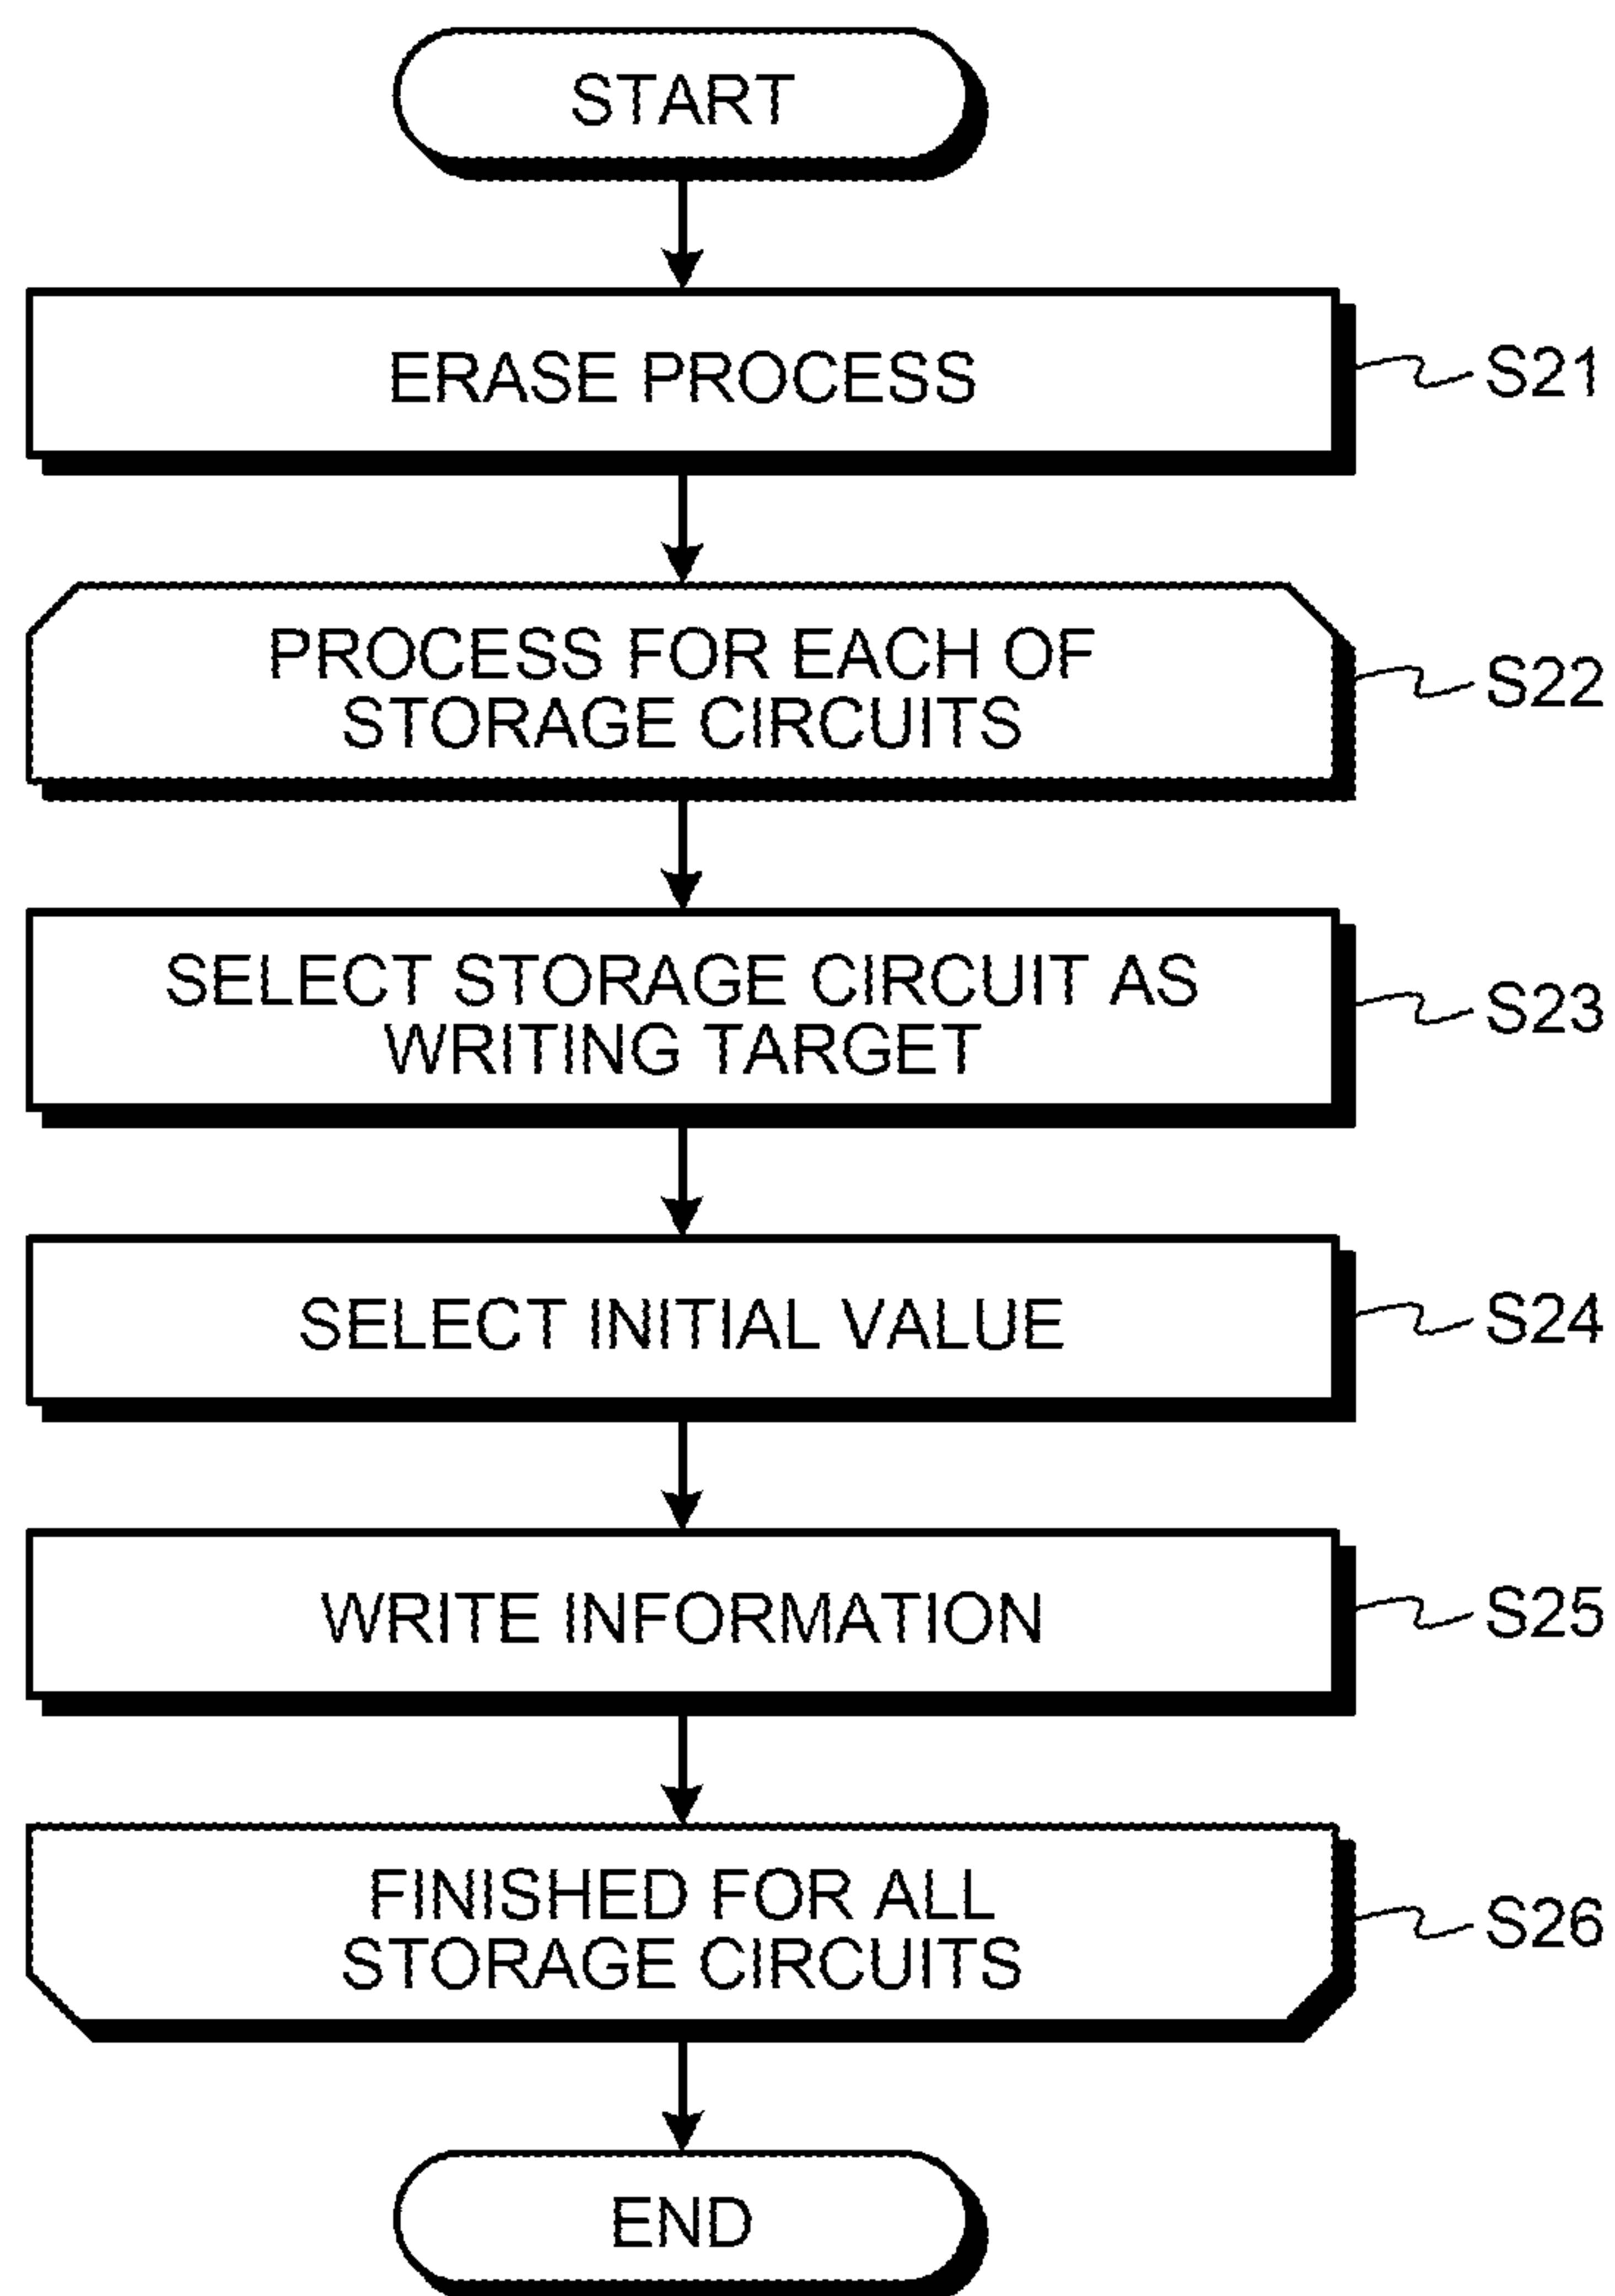 START
ERASE PROCESS
S21
PROCESS FOR EACH OF
STORAGE CIRCUITS
S22
SELECT STORAGE CIRCUIT AS
WRITING TARGET
S23
SELECT INITIAL VALUE
S24
WRITE INFORMATION
S25
FINISHED FOR ALL
STORAGE CIRCUITS
S26
END